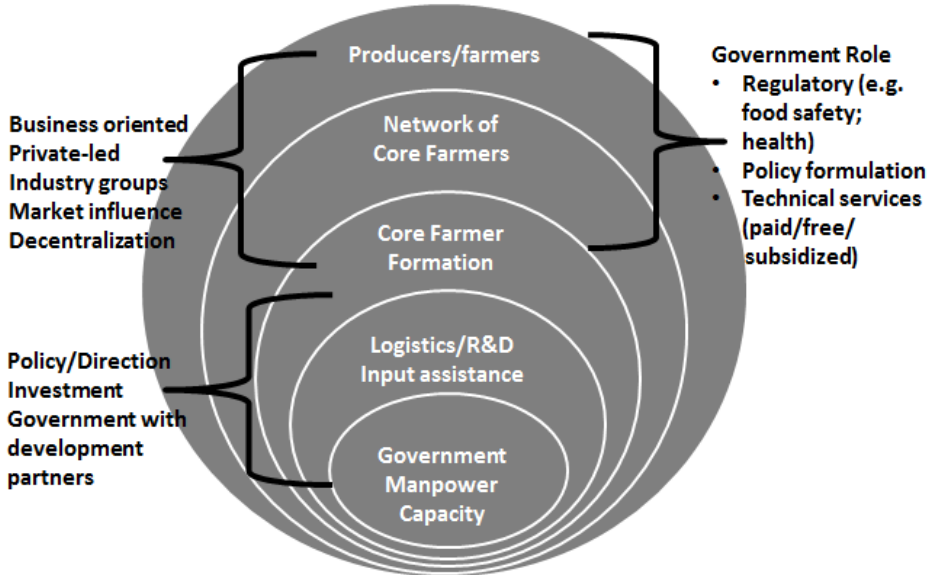 Producers/farmers
Network of
Core Farmers
Core Farmer
Formation
Logistics/R&D
Input assistance
Government
Manpower
Capacity
Business oriented
Private-led
Industry groups
Market influence
Decentralization
Policy/Direction
Investment
Government with
development
partners
Government Role
• Regulatory (e.g.
food safety;
health)
• Policy formulation
• Technical services
(paid/free/
subsidized)